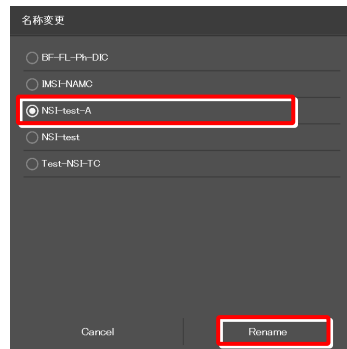 名称変更
BF-FL-Ph-DIC
IMSI-NAMC
NSI-test-A
NSI-test
Test-NSI-TC
Cancel
Rename